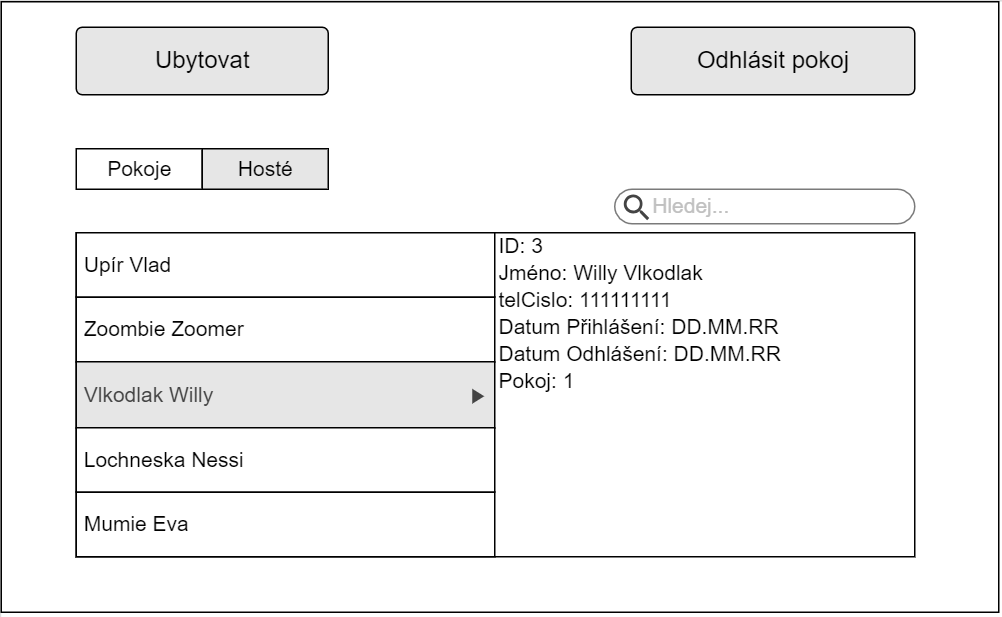 Ubytovat
Odhlásit pokoj
Pokoje
Hosté
Hledej...
Upír Vlad
Zoombie Zoomer
Vlkodlak Willy
Lochneska Nessi
Mumie Eva
ID: 3
Jméno: Willy Vlkodlak
telCislo: 111111111
Datum Přihlášení: DD.MM.RR
Datum Odhlášení: DD.MM.RR
Pokoj: 1